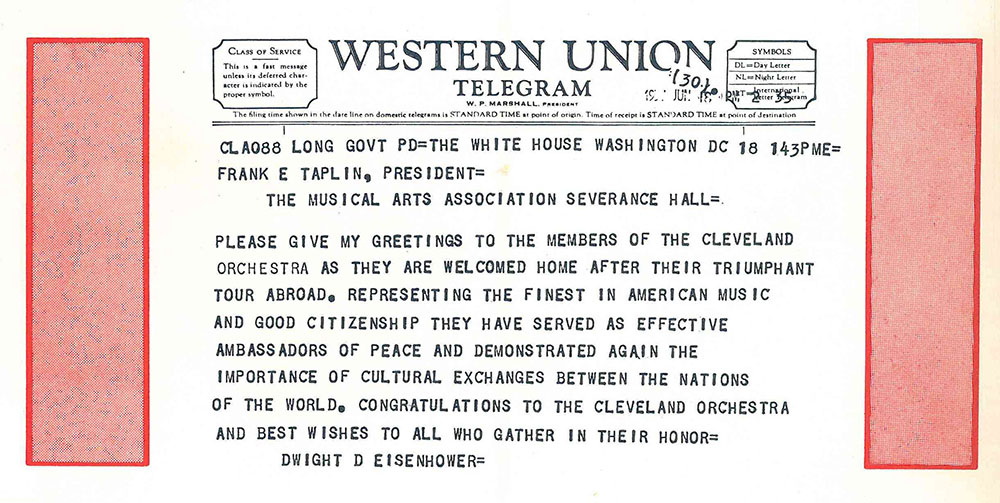 CLASS OF SERVICE
This is a fast message
unless its deferred char-
acter is indicated by the
proper symbol.
WESTERN UNION
TELEGRAM
W. P. MARSHALL, PRESIDENT
SYMBOLS
DL=Day Letter
NL=Night Letter
International
Letter Telegram
(30)
JUN
The filing time shown in the date line on domestic telegrams is STANDARD TIME at point of origin. Time of receipt is STANDARD TIME at point of destination
CLA088 LONG GOVT PD=THE WHITE HOUSE WASHINGTON DC 18 143PME=
FRANK E TAPLIN, PRESIDENT=
THE MUSICAL ARTS ASSOCIATION SEVERANCE HALL=
PLEASE GIVE MY GREETINGS TO THE MEMBERS OF THE CLEVELAND
ORCHESTRA AS THEY ARE WELCOMED HOME AFTER THEIR TRIUMPHANT
TOUR ABROAD. REPRESENTING THE FINEST IN AMERICAN MUSIC
AND GOOD CITIZENSHIP THEY HAVE SERVED AS EFFECTIVE
AMBASSADORS OF PEACE AND DEMONSTRATED AGAIN THE
IMPORTANCE OF CULTURAL EXCHANGES BETWEEN THE NATIONS
OF THE WORLD. CONGRATULATIONS TO THE CLEVELAND ORCHESTRA
AND BEST WISHES TO ALL WHO GATHER IN THEIR HONOR=
DWIGHT D EISENHOWER=